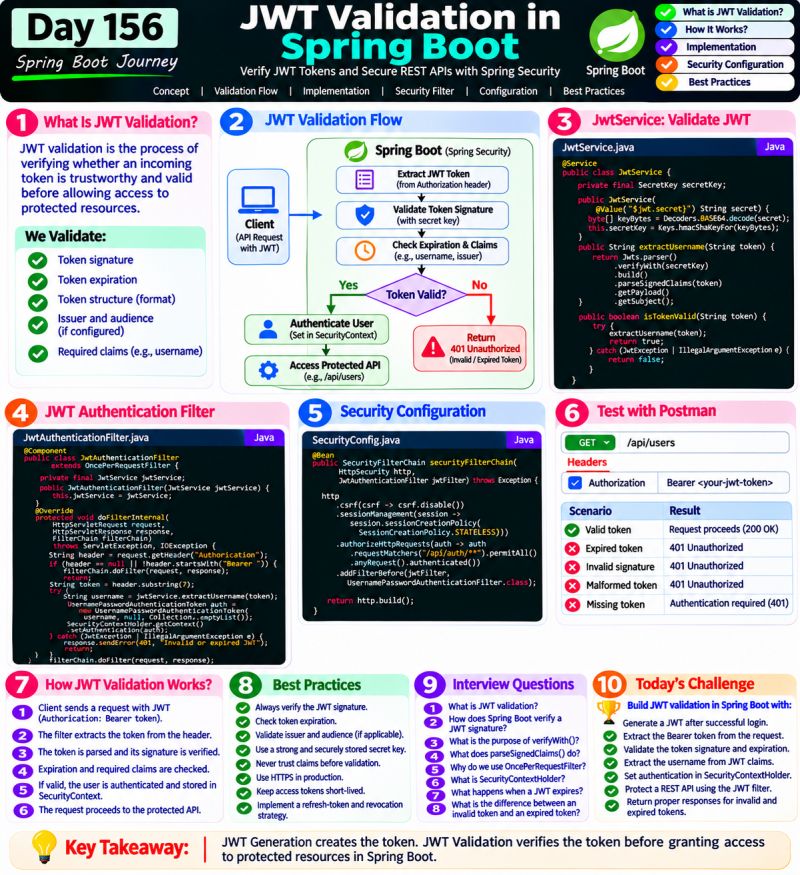 Day 156
Spring Boot Journey
JWT Validation in
Spring Boot
Verify JWT Tokens and Secure REST APIs with Spring Security
Concept | Validation Flow | Implementation | Security Filter | Configuration | Best Practices
Spring Boot
What is JWT Validation?
How It Works?
Implementation
Security Configuration
Best Practices
1 What Is JWT Validation?
JWT validation is the process of
verifying whether an incoming
token is trustworthy and valid
before allowing access to
protected resources.
We Validate:
Token signature
Token expiration
Token structure (format)
Issuer and audience
(if configured)
Required claims (e.g., username)
2 JWT Validation Flow
Client
(API Request
with JWT)
Spring Boot (Spring Security)
Extract JWT Token
(from Authorization header)
Validate Token Signature
(with secret key)
Check Expiration & Claims
(e.g., username, issuer)
Token Valid?
Yes
No
Authenticate User
(Set in SecurityContext)
Access Protected API
(e.g., /api/users)
Return
401 Unauthorized
(Invalid / Expired Token)
3 JwtService: Validate JWT
JwtService.java
Java
@Service
public class JwtService {
private final SecretKey secretKey;
public JwtService(
@Value("$jwt.secret}") String secret) {
byte[] keyBytes = Decoders.BASE64.decode(secret);
this.secretKey = Keys.hmacShaKeyFor(keyBytes);
}
public String extractUsername(String token) {
return Jwts.parser()
.verifyWith(secretKey)
.build()
.parseSignedClaims(token)
.getPayload()
.getSubject();
}
public boolean isTokenValid(String token) {
try {
extractUsername(token);
return true;
} catch (JwtException | IllegalArgumentException e) {
return false;
}
}
4 JWT Authentication Filter
JwtAuthenticationFilter.java
Java
@Component
public class JwtAuthenticationFilter
extends OncePerRequestFilter {
private final JwtService jwtService;
public JwtAuthenticationFilter(JwtService jwtService) {
this.jwtService = jwtService;
}
@Override
protected void doFilterInternal(
HttpServletRequest request,
HttpServletResponse response,
FilterChain filterChain)
throws ServletException, IOException {
String header = request.getHeader("Authorication");
if (header == null || !header.startsWith("Bearer ")) {
filterChain.doFilter(request, response);
return;
String token = header.substring(7);
try {
String username = jwtService.extractUsername(token);
UsernamePasswordAuthenticationToken auth =
new UsernamePasswordAuthenticationToken(
username, null, Collection.emptyList());
SecurityContextHolder.getContext()
.setAuthentication(auth);
} catch (JwtException | IllegalArgumentException e) {
response.sendError(401, "Invalid or expired JWT");
return;
} }
filterChain.doFilter(request, response);
5 Security Configuration
SecurityConfig.java
Java
@Bean
public SecurityFilterChain securityFilterChain(
HttpSecurity http,
JwtAuthenticationFilter jwtFilter) throws Exception {
http
.csrf(csrf -> csrf.disable())
.sessionManagement(session ->
session.sessionCreationPolicy(
SessionCreationPolicy.STATELESS)))
.authorizeHttpRequests(auth -> auth
.requestMatchers("/api/auth/**").permitAll()
.anyRequest().authenticated())
.addFilterBefore(jwtFilter,
UsernamePasswordAuthenticationFilter.class);
return http.build();
}
6 Test with Postman
GET /api/users
Headers
Authorization Bearer <your-jwt-token>
Scenario Result
Valid token Request proceeds (200 OK)
Expired token 401 Unauthorized
Invalid signature 401 Unauthorized
Malformed token 401 Unauthorized
Missing token Authentication required (401)
7 How JWT Validation Works?
1 Client sends a request with JWT
(Authorization: Bearer token).
2 The filter extracts the token from the header.
3 The token is parsed and its signature is verified.
4 Expiration and required claims are checked.
5 If valid, the user is authenticated and stored in
SecurityContext.
6 The request proceeds to the protected API.
8 Best Practices
Always verify the JWT signature.
Check token expiration.
Validate issuer and audience (if applicable).
Use a strong and securely stored secret key.
Never trust claims before validation.
Use HTTPS in production.
Keep access tokens short-lived.
Implement a refresh-token and revocation
strategy.
9 Interview Questions
1 What is JWT validation?
2 How does Spring Boot verify a
JWT signature?
3 What is the purpose of verifyWith()?
4 What does parseSignedClaims() do?
5 Why do we use OncePerRequestFilter?
6 What is SecurityContextHolder?
7 What happens when a JWT expires?
8 What is the difference between an
invalid token and an expired token?
10 Today's Challenge
Build JWT validation in Spring Boot with:
Generate a JWT after successful login.
Extract the Bearer token from the request.
Validate the token signature and expiration.
Extract the username from JWT claims.
Set authentication in SecurityContextHolder.
Protect a REST API using the JWT filter.
Return proper responses for invalid and
expired tokens.
Key Takeaway:
JWT Generation creates the token. JWT Validation verifies the token before granting access
to protected resources in Spring Boot.